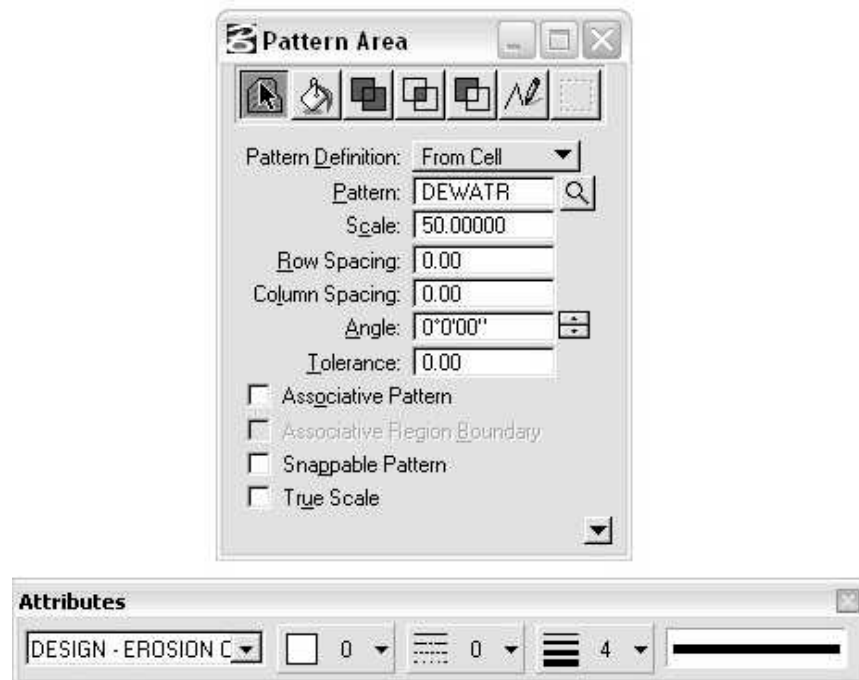 Pattern Area
Pattern Definition: From Cell
Pattern: DEWATR
Scale: 50.00000
Row Spacing: 0.00
Column Spacing: 0.00
Angle: 0°0'00"
Tolerance: 0.00
Associative Pattern
Associative Region Boundary
Snappable Pattern
True Scale
Attributes
DESIGN - EROSION C 0 0 4